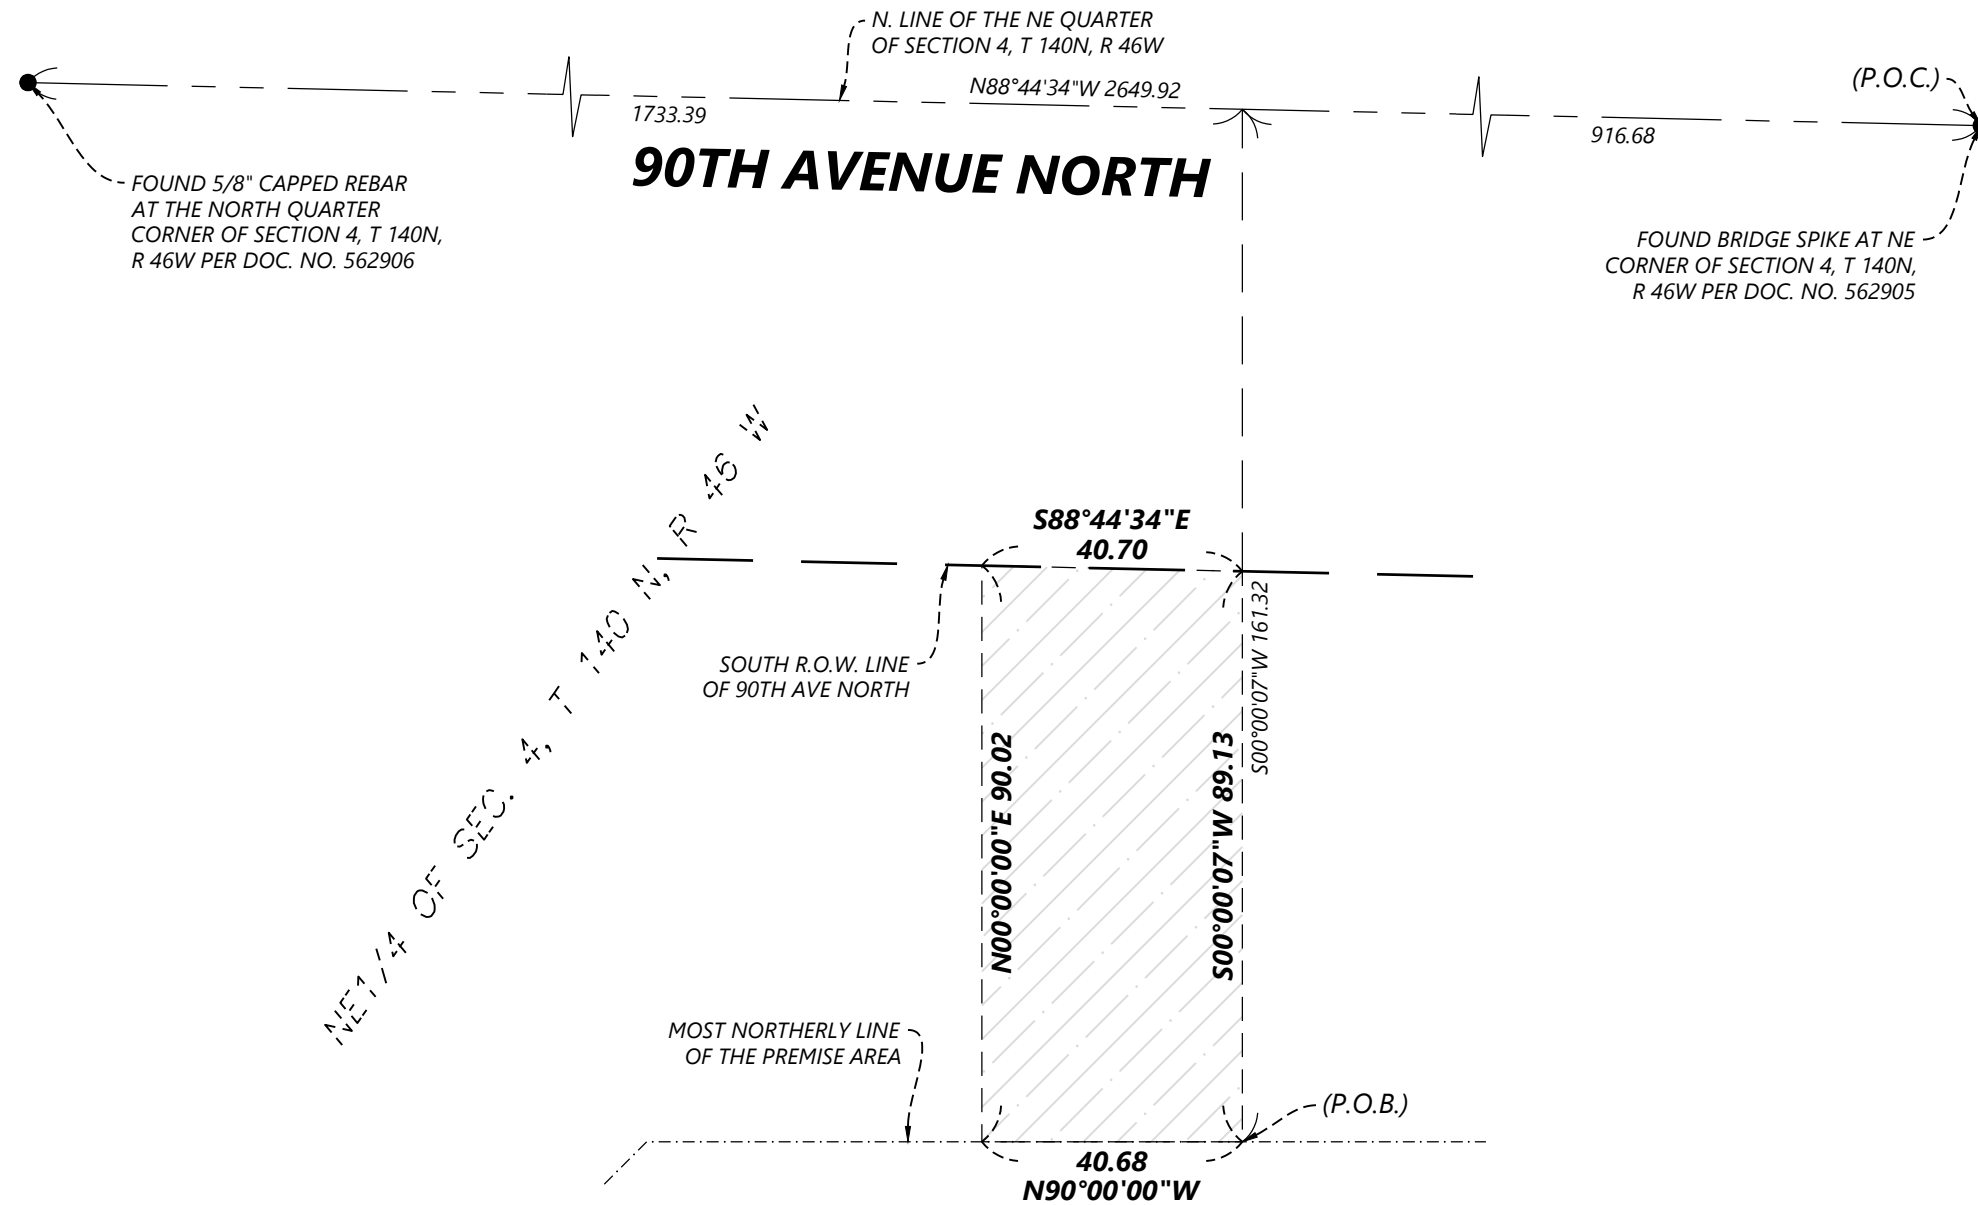 N. LINE OF THE NE QUARTER
OF SECTION 4, T 140N, R 46W
N88°44'34"W 2649.92
(P.O.C.)
1733.39
916.68
90TH AVENUE NORTH
FOUND 5/8" CAPPED REBAR
AT THE NORTH QUARTER
CORNER OF SECTION 4, T 140N,
R 46W PER DOC. NO. 562906
FOUND BRIDGE SPIKE AT NE
CORNER OF SECTION 4, T 140N,
R 46W PER DOC. NO. 562905
NE1/4 OF SEC. 4, T 140 N, R 46 W
S88°44'34"E
40.70
S00°00'07"W 161.32
SOUTH R.O.W. LINE
OF 90TH AVE NORTH
N00°00'00"E 90.02
S00°00'07"W 89.13
MOST NORTHERLY LINE
OF THE PREMISE AREA
(P.O.B.)
40.68
N90°00'00"W